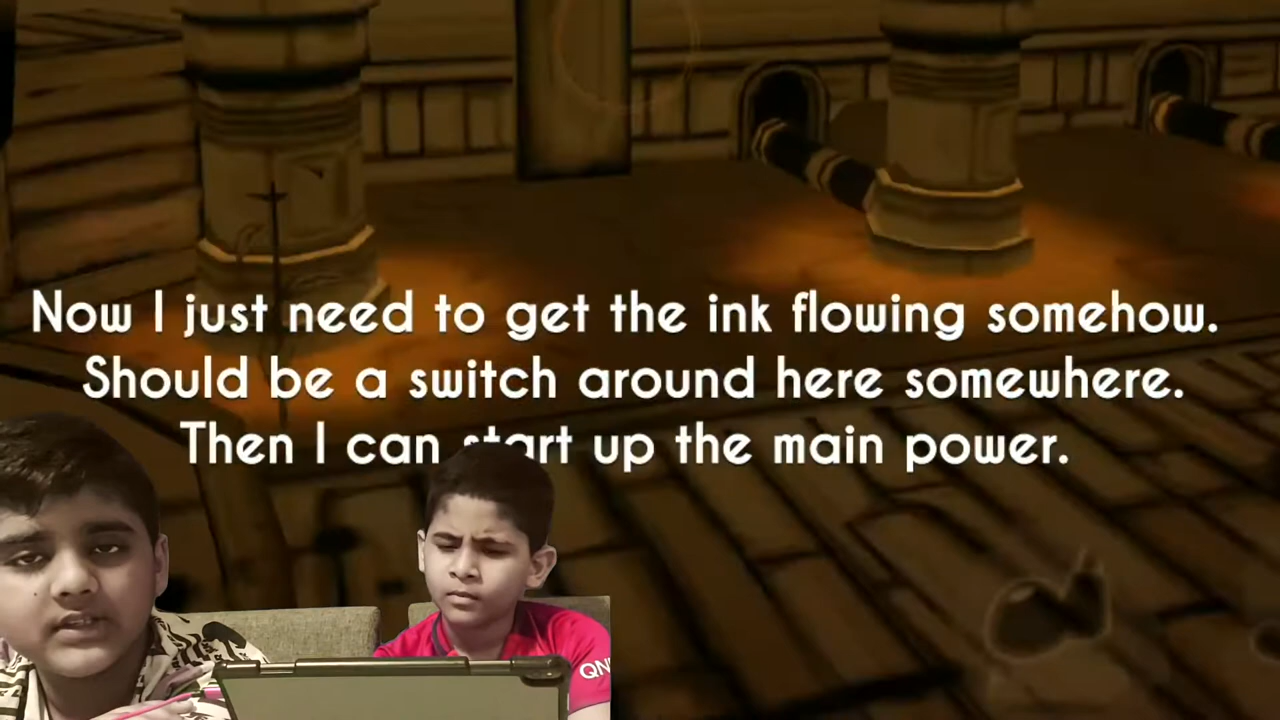 Now I just need to get the ink flowing somehow.
Should be a switch around here somewhere.
Then I can start up the main power.